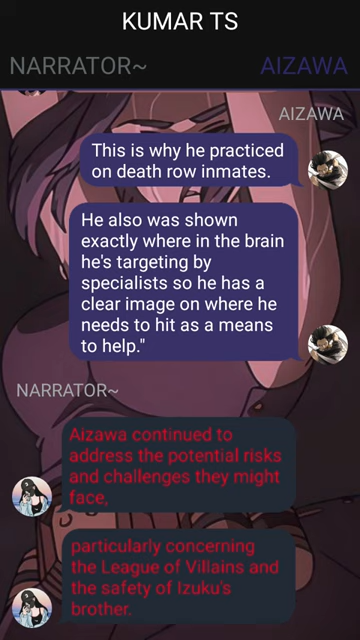 KUMAR TS
NARRATOR~ AIZAWA
AIZAWA
This is why he practiced
on death row inmates.
He also was shown
exactly where in the brain
he's targeting by
specialists so he has a
clear image on where he
needs to hit as a means
to help."
NARRATOR~
Aizawa continued to
address the potential risks
and challenges they might
face,
particularly concerning
the League of Villains and
the safety of Izuku's
brother.